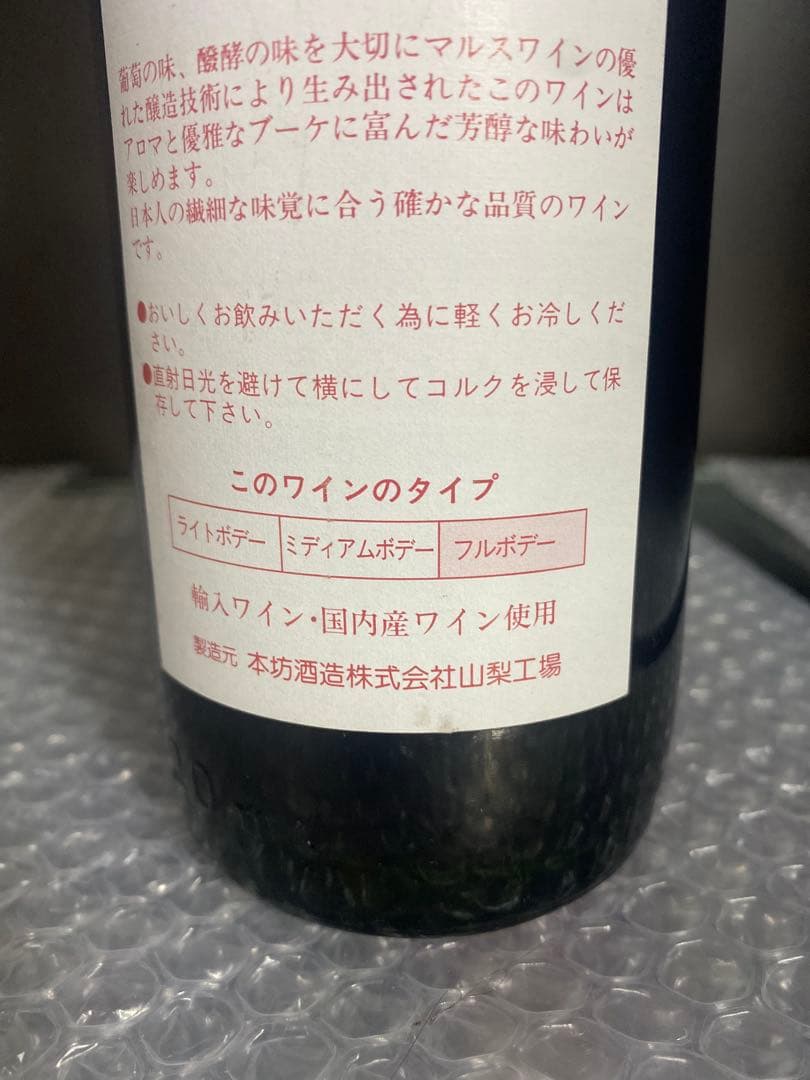 葡萄の味、醱酵の味を大切にマルスワインの優
れた醸造技術により生み出されたこのワインは
アロマと優雅なブーケに富んだ芳醇な味わいが
楽しめます。
日本人の繊細な味覚に合う確かな品質のワイン
です。
●おいしくお飲みいただく為に軽くお冷しくだ
さい。
●直射日光を避けて横にしてコルクを浸して保
存して下さい。
このワインのタイプ
ライトボデー ミディアムボデー フルボデー
輸入ワイン・国内産ワイン使用
製造元 本坊酒造株式会社山梨工場